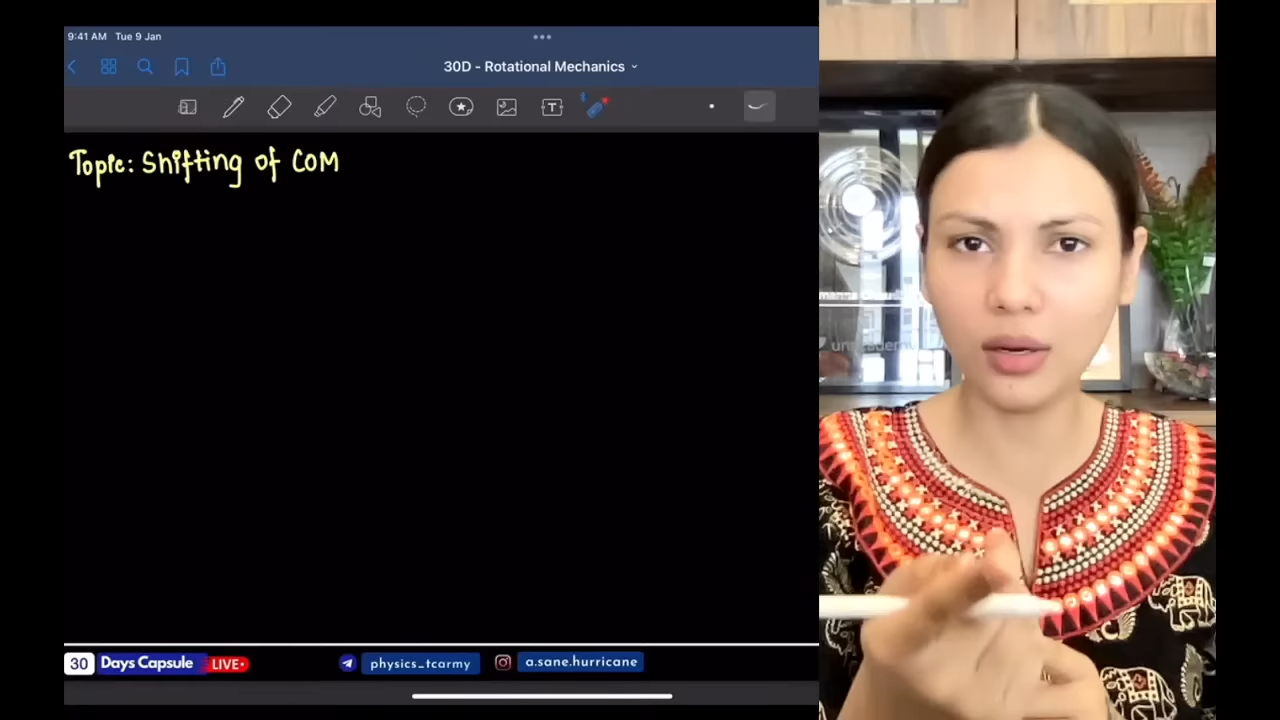 9:41 AM Tue 9 Jan
30D - Rotational Mechanics
T
Topic: Shifting of COM
30 Days Capsule LIVE
physics_tcarmy
a.sane.hurricane